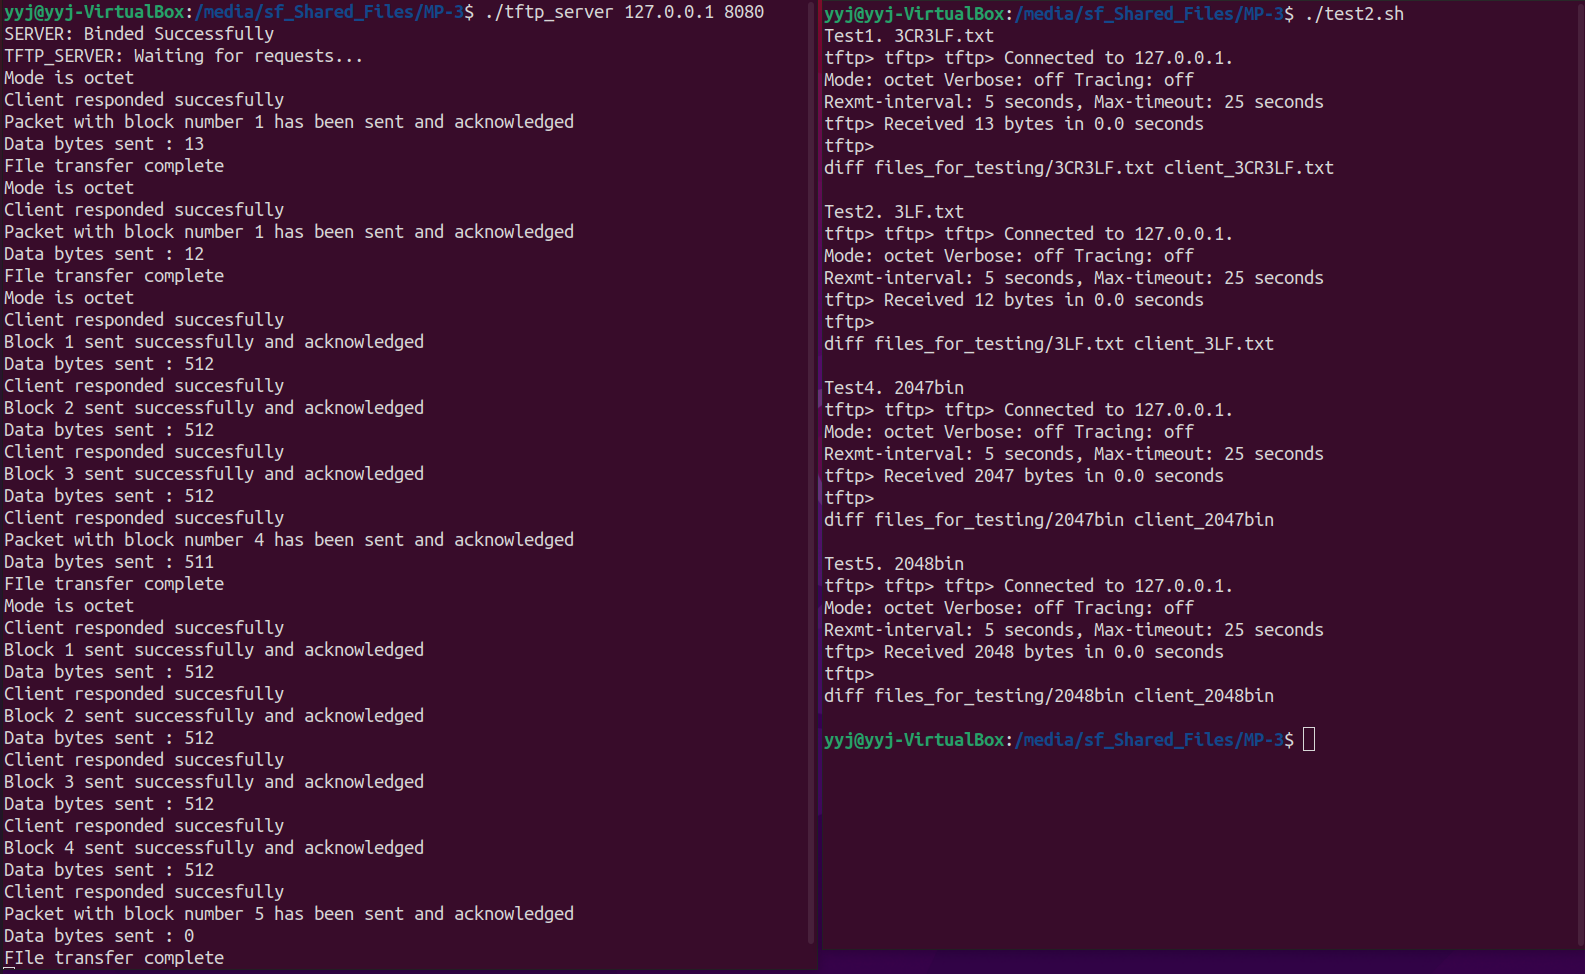 yyj@yyj-VirtualBox:/media/sf_Shared_Files/MP-3$ ./tftp_server 127.0.0.1 8080
SERVER: Binded Successfully
TFTP_SERVER: Waiting for requests...
Mode is octet
Client responded succesfully
Packet with block number 1 has been sent and acknowledged
Data bytes sent : 13
FIle transfer complete
Mode is octet
Client responded succesfully
Packet with block number 1 has been sent and acknowledged
Data bytes sent : 12
FIle transfer complete
Mode is octet
Client responded succesfully
Block 1 sent successfully and acknowledged
Data bytes sent : 512
Client responded succesfully
Block 2 sent successfully and acknowledged
Data bytes sent : 512
Client responded succesfully
Block 3 sent successfully and acknowledged
Data bytes sent : 512
Client responded succesfully
Packet with block number 4 has been sent and acknowledged
Data bytes sent : 511
FIle transfer complete
Mode is octet
Client responded succesfully
Block 1 sent successfully and acknowledged
Data bytes sent : 512
Client responded succesfully
Block 2 sent successfully and acknowledged
Data bytes sent : 512
Client responded succesfully
Block 3 sent successfully and acknowledged
Data bytes sent : 512
Client responded succesfully
Block 4 sent successfully and acknowledged
Data bytes sent : 512
Client responded succesfully
Packet with block number 5 has been sent and acknowledged
Data bytes sent : 0
FIle transfer complete
yyj@yyj-VirtualBox:/media/sf_Shared_Files/MP-3$ ./test2.sh
Test1. 3CR3LF.txt
tftp> tftp> tftp> Connected to 127.0.0.1.
Mode: octet Verbose: off Tracing: off
Rexmt-interval: 5 seconds, Max-timeout: 25 seconds
tftp> Received 13 bytes in 0.0 seconds
tftp>
diff files_for_testing/3CR3LF.txt client_3CR3LF.txt
Test2. 3LF.txt
tftp> tftp> tftp> Connected to 127.0.0.1.
Mode: octet Verbose: off Tracing: off
Rexmt-interval: 5 seconds, Max-timeout: 25 seconds
tftp> Received 12 bytes in 0.0 seconds
tftp>
diff files_for_testing/3LF.txt client_3LF.txt
Test4. 2047bin
tftp> tftp> tftp> Connected to 127.0.0.1.
Mode: octet Verbose: off Tracing: off
Rexmt-interval: 5 seconds, Max-timeout: 25 seconds
tftp> Received 2047 bytes in 0.0 seconds
tftp>
diff files_for_testing/2047bin client_2047bin
Test5. 2048bin
tftp> tftp> tftp> Connected to 127.0.0.1.
Mode: octet Verbose: off Tracing: off
Rexmt-interval: 5 seconds, Max-timeout: 25 seconds
tftp> Received 2048 bytes in 0.0 seconds
tftp>
diff files_for_testing/2048bin client_2048bin
yyj@yyj-VirtualBox:/media/sf_Shared_Files/MP-3$